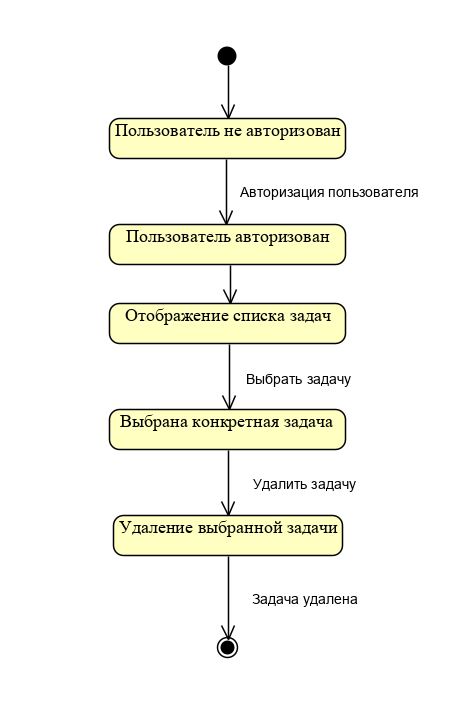 Пользователь не авторизован
Авторизация пользователя
Пользователь авторизован
Отображение списка задач
Выбрать задачу
Выбрана конкретная задача
Удалить задачу
Удаление выбранной задачи
Задача удалена